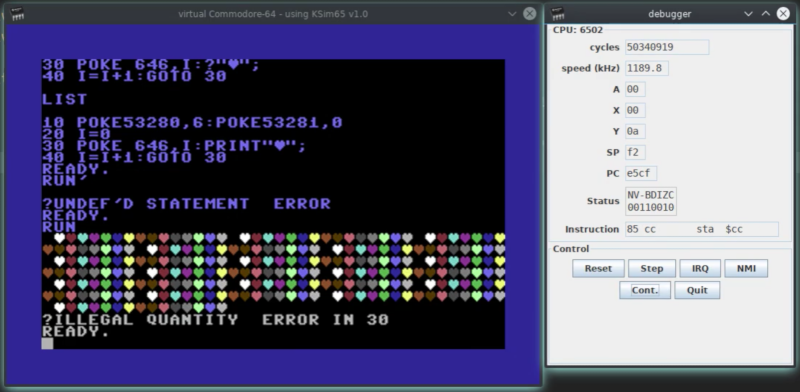 virtual Commodore-64 - using KSim65 v1.0
30 POKE 646,I:?"♥";
40 I=I+1:GOTO 30
LIST
10 POKE53280,6:POKE53281,0
20 I=0
30 POKE 646,I:PRINT"♥";
40 I=I+1:GOTO 30
READY.
RUN'
?UNDEF'D STATEMENT  ERROR
READY.
RUN
?ILLEGAL QUANTITY  ERROR IN 30
READY.
debugger
CPU: 6502
cycles 50340919
speed (kHz) 1189.8
A 00
X 00
Y 0a
SP f2
PC e5cf
Status NV-BDIZC
00110010
Instruction 85 cc sta $cc
Control
Reset Step IRQ NMI
Cont. Quit